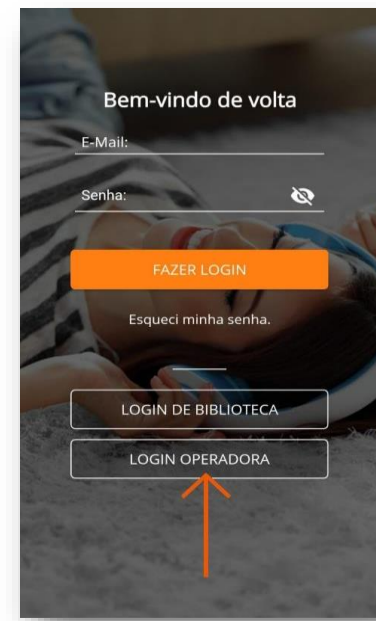 Bem-vindo de volta
E-Mail:
Senha:
FAZER LOGIN
Esqueci minha senha.
LOGIN DE BIBLIOTECA
LOGIN OPERADORA